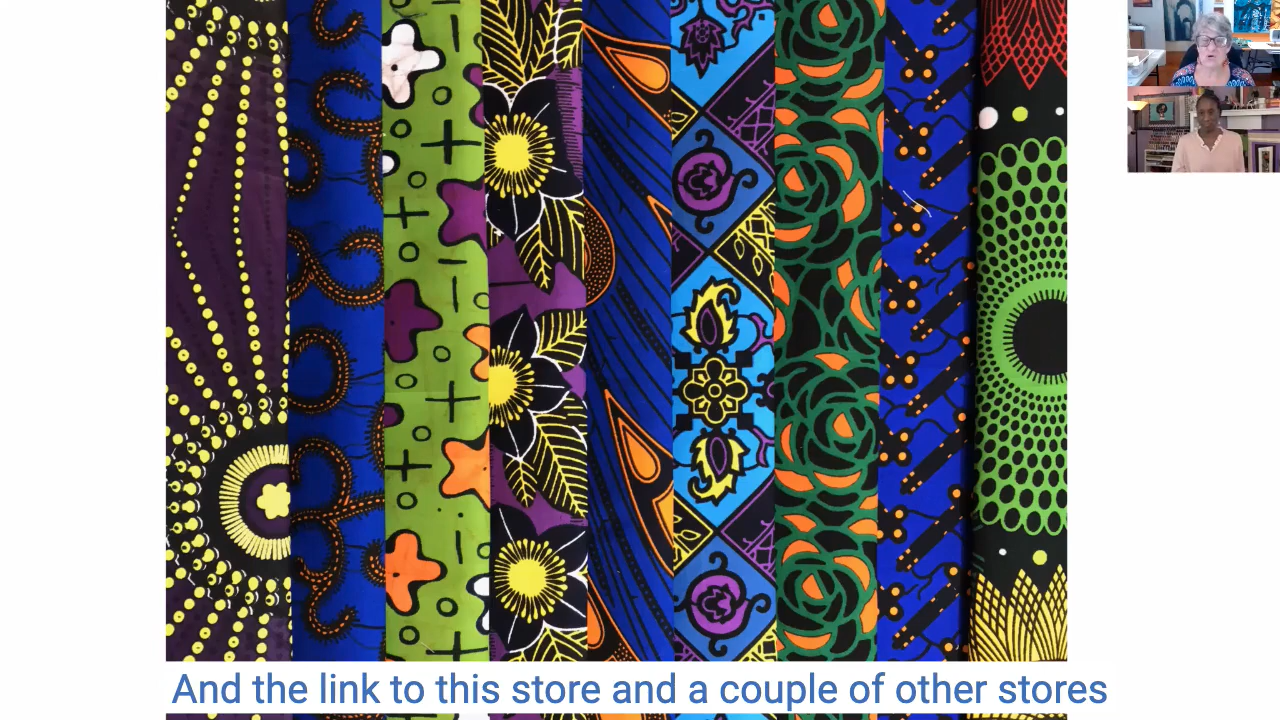 And the link to this store and a couple of other stores